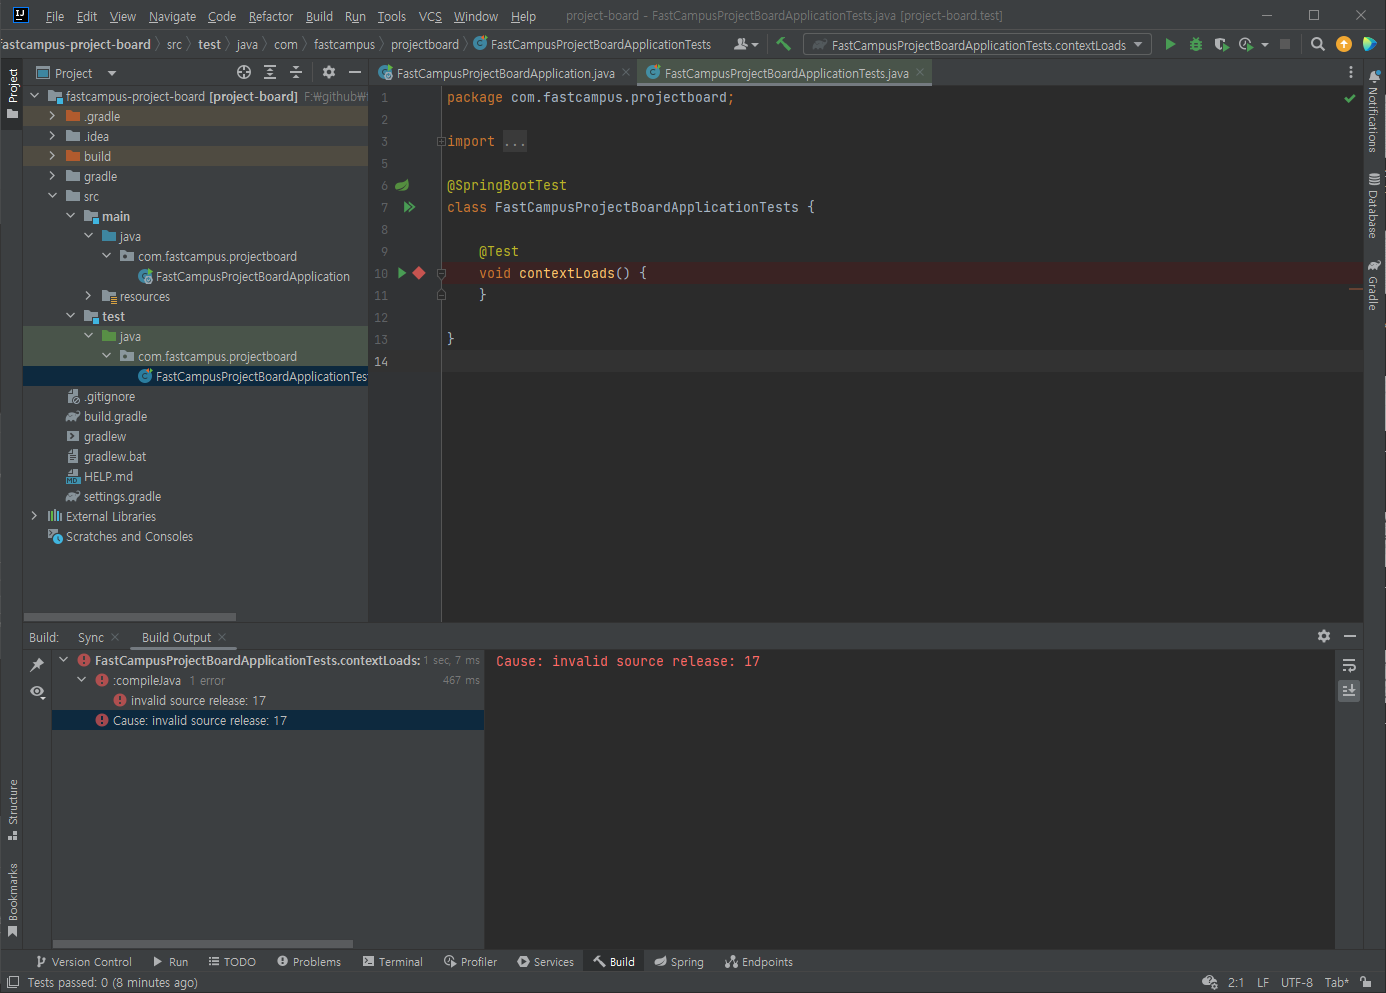 File Edit View Navigate Code Refactor Build Run Tools VCS Window Help project-board - FastCampusProjectBoardApplicationTests.java [project-board.test]
fastcampus-project-board src test java com fastcampus projectboard FastCampusProjectBoardApplicationTests FastCampusProjectBoardApplicationTests.contextLoads
Project
Project
FastCampusProjectBoardApplication.java
FastCampusProjectBoardApplicationTests.java
fastcampus-project-board [project-board] F:₩github₩
.gradle
.idea
build
gradle
src
main
java
com.fastcampus.projectboard
FastCampusProjectBoardApplication
resources
test
java
com.fastcampus.projectboard
FastCampusProjectBoardApplicationTest
.gitignore
build.gradle
gradlew
gradlew.bat
HELP.md
settings.gradle
External Libraries
Scratches and Consoles
1 package com.fastcampus.projectboard;
2
3 import ...
5
6 @SpringBootTest
7 class FastCampusProjectBoardApplicationTests {
8
9 @Test
10 void contextLoads() {
11 }
12
13 }
14
Notifications
Database
Gradle
Structure
Bookmarks
Build: Sync Build Output
FastCampusProjectBoardApplicationTests.contextLoads: 1 sec, 7 ms
:compileJava 1 error 467 ms
invalid source release: 17
Cause: invalid source release: 17
Cause: invalid source release: 17
Version Control Run TODO Problems Terminal Profiler Services Build Spring Endpoints
Tests passed: 0 (8 minutes ago) 2:1 LF UTF-8 Tab*